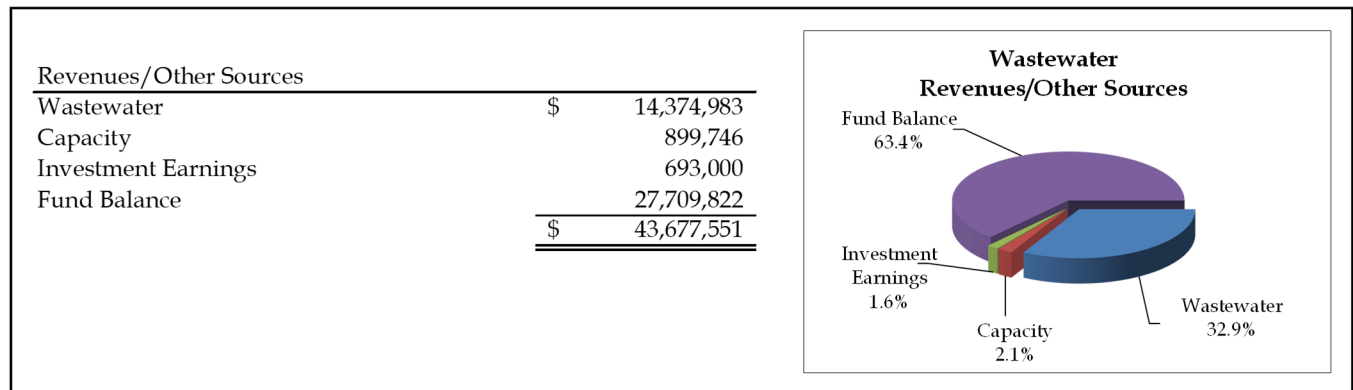 Revenues/Other Sources
Wastewater $ 14,374,983
Capacity 899,746
Investment Earnings 693,000
Fund Balance 27,709,822
$ 43,677,551
Wastewater
Revenues/Other Sources
Fund Balance
63.4%
Investment
Earnings
1.6%
Capacity
2.1%
Wastewater
32.9%